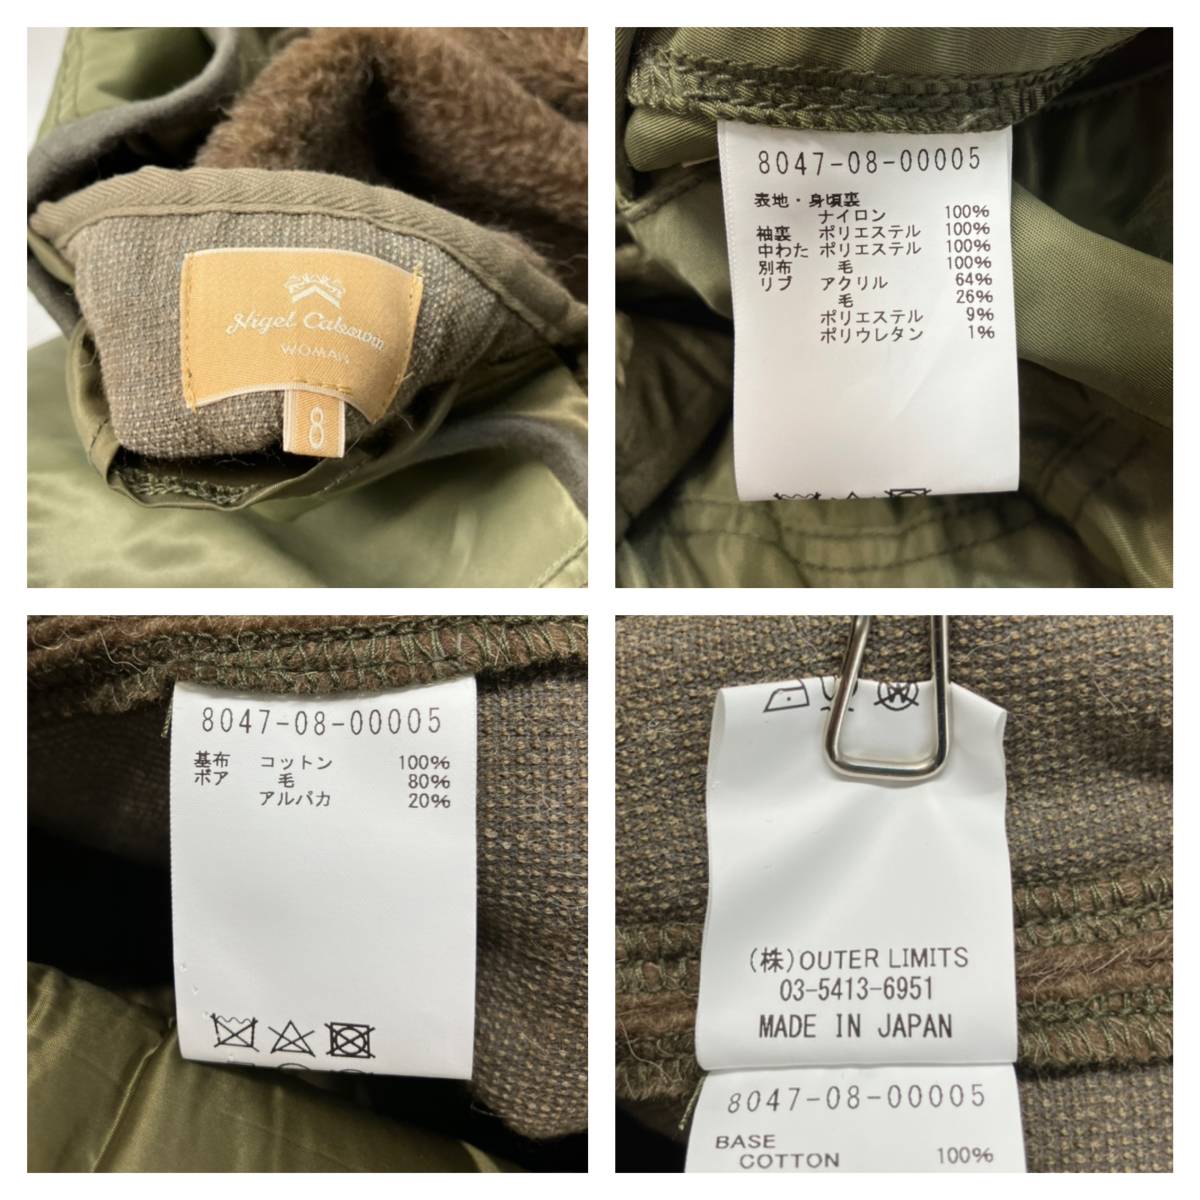 Nigel Cabourn
WOMAN
8
8047-08-00005
表地・身頃裏
ナイロン 100%
袖裏 ポリエステル 100%
中わた ポリエステル 100%
別布 毛 100%
リブ アクリル 64%
毛 26%
ポリエステル 9%
ポリウレタン 1%
8047-08-00005
基布 コットン 100%
ボア 毛 80%
アルパカ 20%
(株)OUTER LIMITS
03-5413-6951
MADE IN JAPAN
8047-08-00005
BASE
COTTON 100%